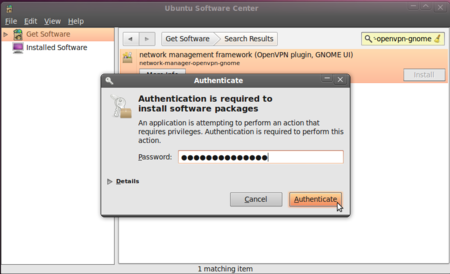 Ubuntu Software Center
File Edit View Help
Get Software
Installed Software
Get Software
Search Results
-openvpn-gnome
network management framework (OpenVPN plugin, GNOME UI)
network-manager-openvpn-gnome
More Info
Install
Authenticate
Authentication is required to
install software packages
An application is attempting to perform an action that
requires privileges. Authentication is required to perform this
action.
Password:
Details
Cancel
Authenticate
1 matching item